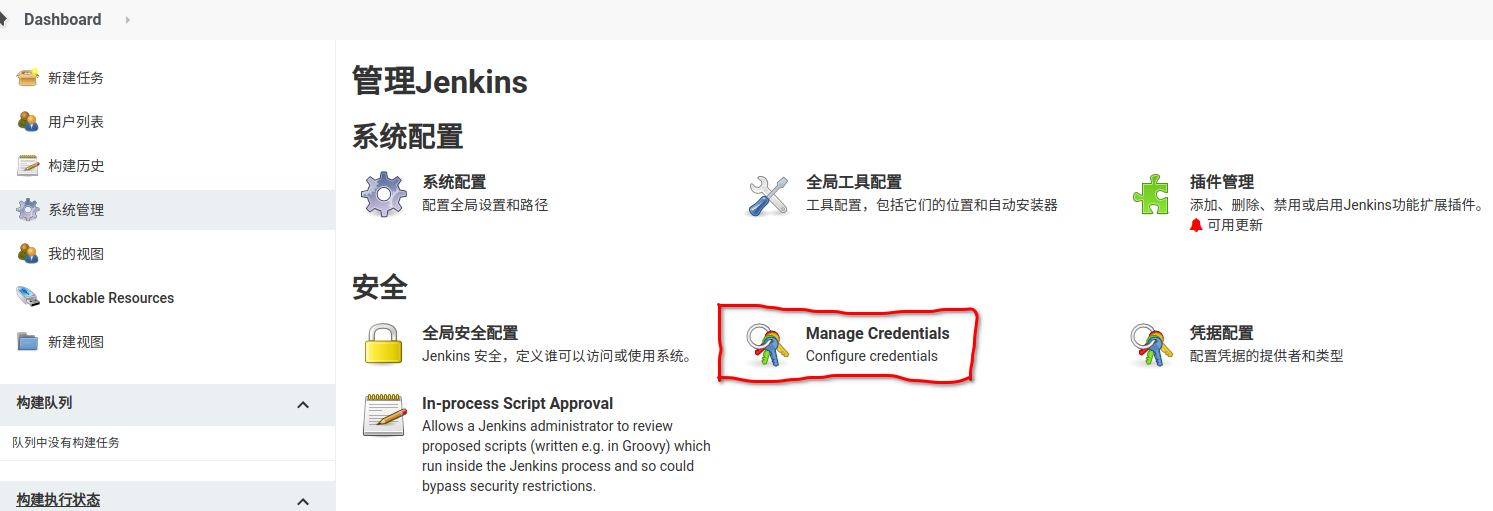 Dashboard
新建任务
用户列表
构建历史
系统管理
我的视图
Lockable Resources
新建视图
构建队列
队列中没有构建任务
构建执行状态
管理Jenkins
系统配置
系统配置
配置全局设置和路径
全局工具配置
工具配置，包括它们的位置和自动安装器
插件管理
添加、删除、禁用或启用Jenkins功能扩展插件。
可用更新
安全
全局安全配置
Jenkins 安全，定义谁可以访问或使用系统。
Manage Credentials
Configure credentials
凭据配置
配置凭据的提供者和类型
In-process Script Approval
Allows a Jenkins administrator to review
proposed scripts (written e.g. in Groovy) which
run inside the Jenkins process and so could
bypass security restrictions.